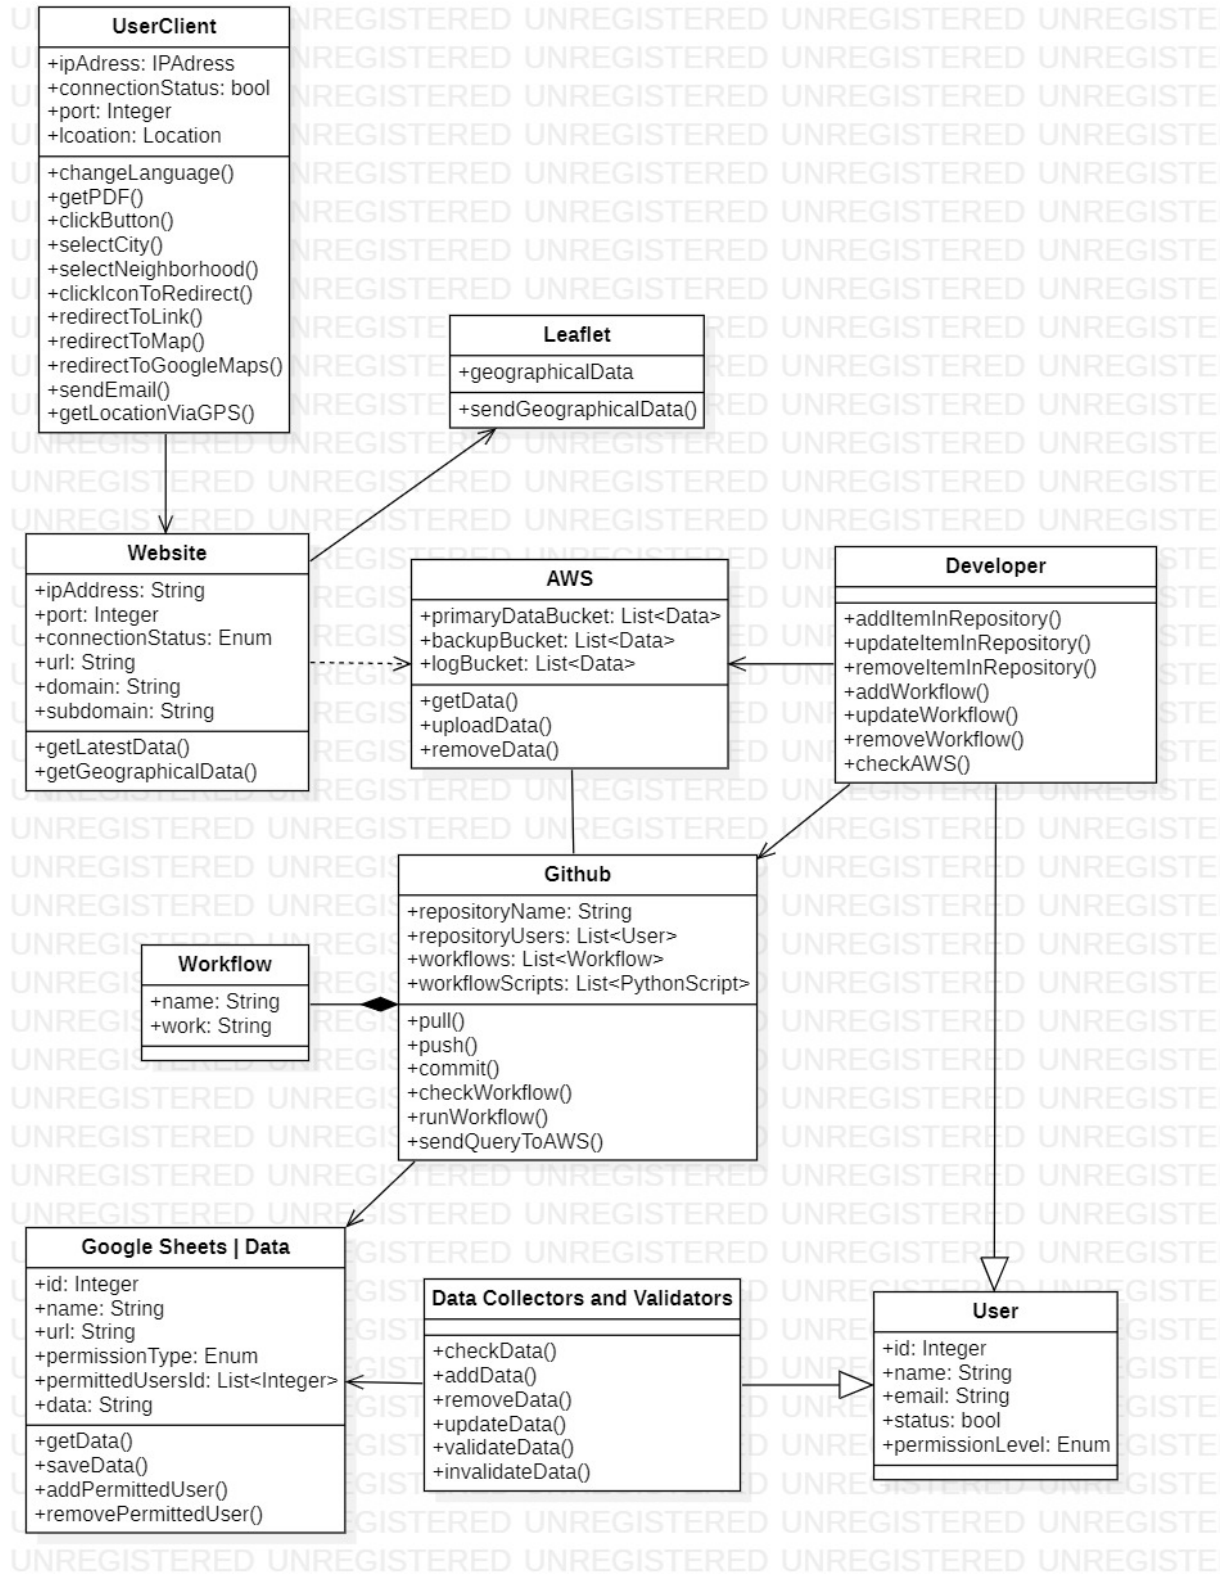 UserClient
+ipAdress: IPAdress
+connectionStatus: bool
+port: Integer
+lcoation: Location
+changeLanguage()
+getPDF()
+clickButton()
+selectCity()
+selectNeighborhood()
+clickIconToRedirect()
+redirectToLink()
+redirectToMap()
+redirectToGoogleMaps()
+sendEmail()
+getLocationViaGPS()
Leaflet
+geographicalData
+sendGeographicalData()
Website
+ipAddress: String
+port: Integer
+connectionStatus: Enum
+url: String
+domain: String
+subdomain: String
+getLatestData()
+getGeographicalData()
AWS
+primaryDataBucket: List<Data>
+backupBucket: List<Data>
+logBucket: List<Data>
+getData()
+uploadData()
+removeData()
Developer
+addItemInRepository()
+updateItemInRepository()
+removeItemInRepository()
+addWorkflow()
+updateWorkflow()
+removeWorkflow()
+checkAWS()
Github
+repositoryName: String
+repositoryUsers: List<User>
+workflows: List<Workflow>
+workflowScripts: List<PythonScript>
+pull()
+push()
+commit()
+checkWorkflow()
+runWorkflow()
+sendQueryToAWS()
Workflow
+name: String
+work: String
Google Sheets | Data
+id: Integer
+name: String
+url: String
+permissionType: Enum
+permittedUsersId: List<Integer>
+data: String
+getData()
+saveData()
+addPermittedUser()
+removePermittedUser()
Data Collectors and Validators
+checkData()
+addData()
+removeData()
+updateData()
+validateData()
+invalidateData()
User
+id: Integer
+name: String
+email: String
+status: bool
+permissionLevel: Enum
UNREGISTERED UNREGISTERED UNREGISTERED UNREGISTERED